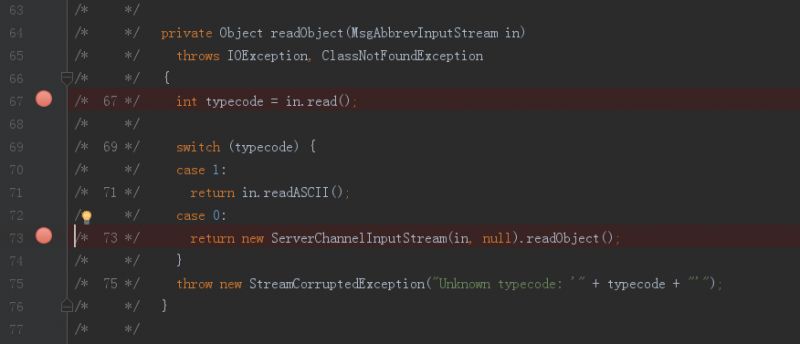 63 /*    */
64 /*    */ private Object readObject(MsgAbbrevInputStream in)
65 /*    */ throws IOException, ClassNotFoundException
66 /*    */ {
67 /* 67 */ int typecode = in.read();
68 /*    */
69 /* 69 */ switch (typecode) {
70 /*    */ case 1:
71 /* 71 */ return in.readASCII();
72 /*    */ case 0:
73 /* 73 */ return new ServerChannelInputStream(in, null).readObject();
74 /*    */ }
75 /* 75 */ throw new StreamCorruptedException("Unknown typecode: '" + typecode + "'");
76 /*    */ }
77 /*    */